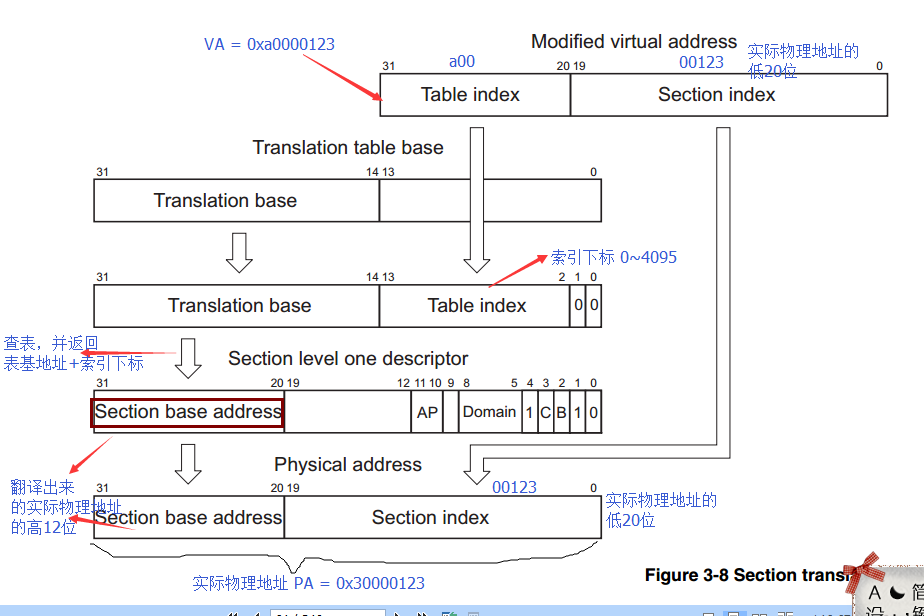 VA = 0xa0000123
Modified virtual address
实际物理地址的
低20位
31
a00
20 19
00123
0
Table index
Section index
Translation table base
31
14 13
0
Translation base
索引下标 0~4095
31
14 13
2 1 0
Translation base
Table index
0 0
查表，并返回
表基地址+索引下标
Section level one descriptor
31
20 19
12 11 10 9 8
5 4 3 2 1 0
Section base address
AP
Domain
1 C B 1 0
Physical address
翻译出来
的实际物理地址
的高12位
31
20 19
00123
0
Section base address
Section index
实际物理地址的
低20位
实际物理地址 PA = 0x30000123
Figure 3-8 Section transl
A
简